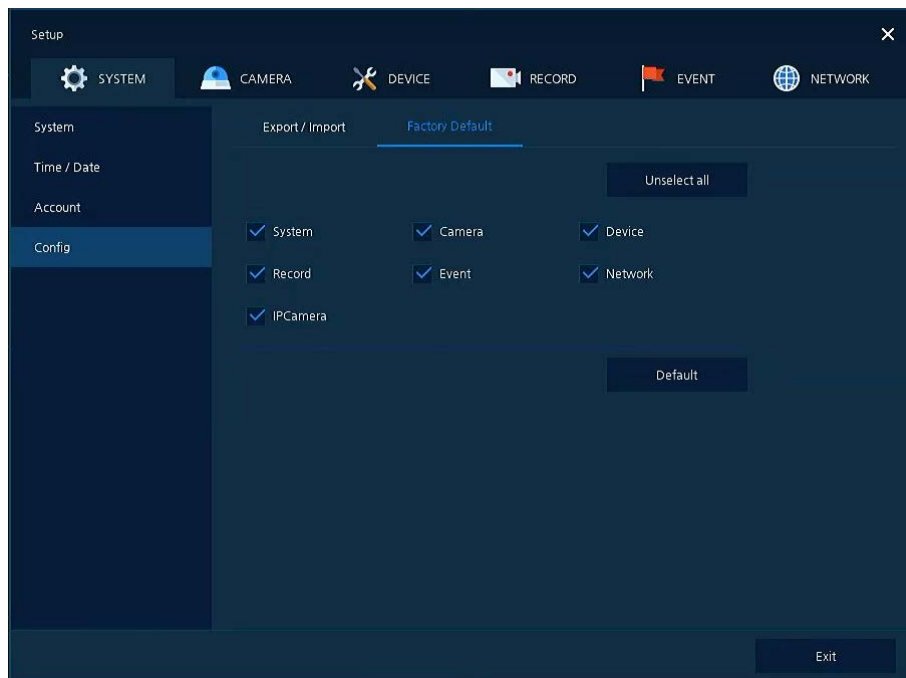 Setup
SYSTEM CAMERA DEVICE RECORD EVENT NETWORK
System
Time / Date
Account
Config
Export / Import Factory Default
Unselect all
System Camera Device
Record Event Network
IPCamera
Default
Exit